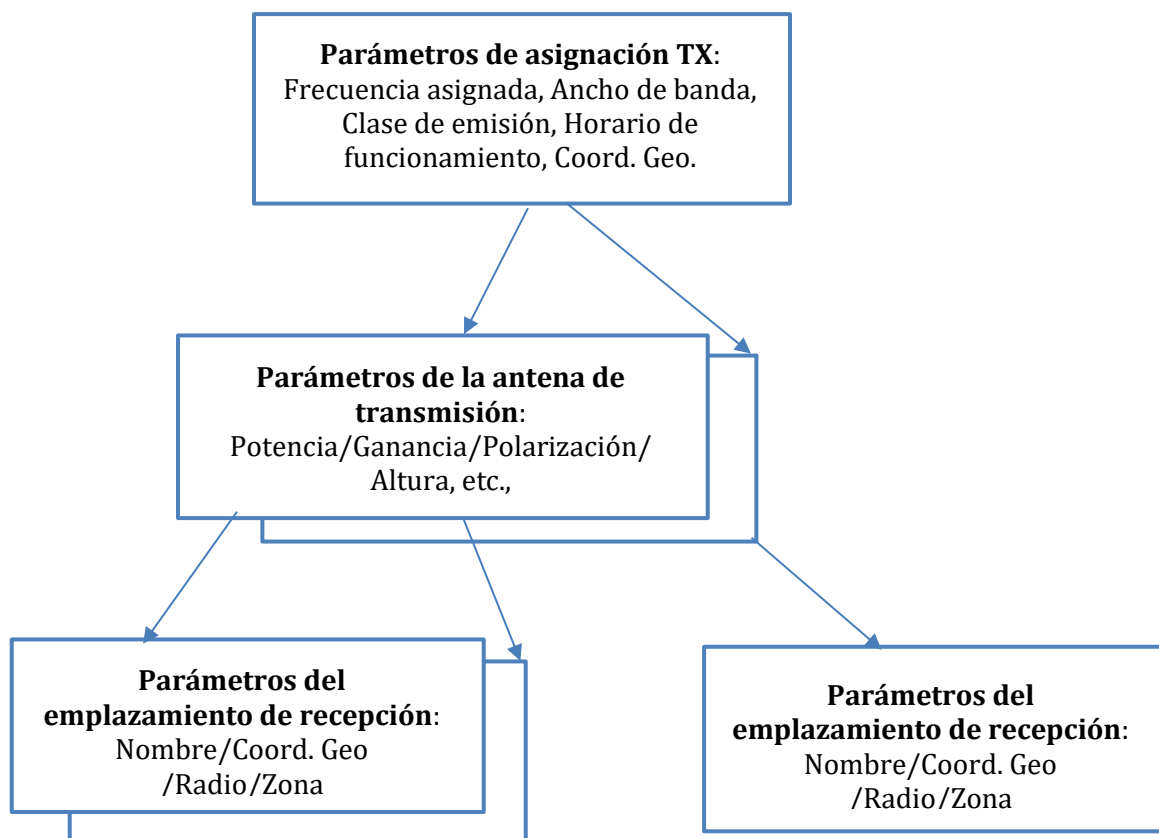 Parámetros de asignación TX:
Frecuencia asignada, Ancho de banda,
Clase de emisión, Horario de
funcionamiento, Coord. Geo.
Parámetros de la antena de
transmisión:
Potencia/Ganancia/Polarización/
Altura, etc.,
Parámetros del
emplazamiento de recepción:
Nombre/Coord. Geo
/Radio/Zona
Parámetros del
emplazamiento de recepción:
Nombre/Coord. Geo
/Radio/Zona